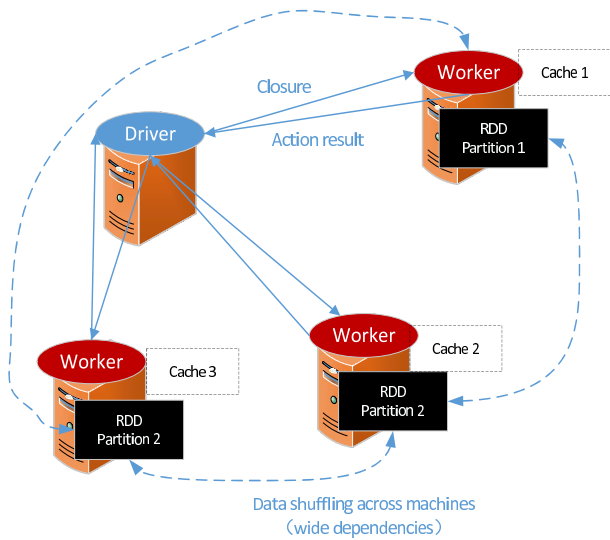 Worker
Cache 1
Closure
RDD
Partition 1
Driver
Action result
Worker
Cache 2
Worker
Cache 3
RDD
Partition 2
RDD
Partition 2
Data shuffling across machines
（wide dependencies）